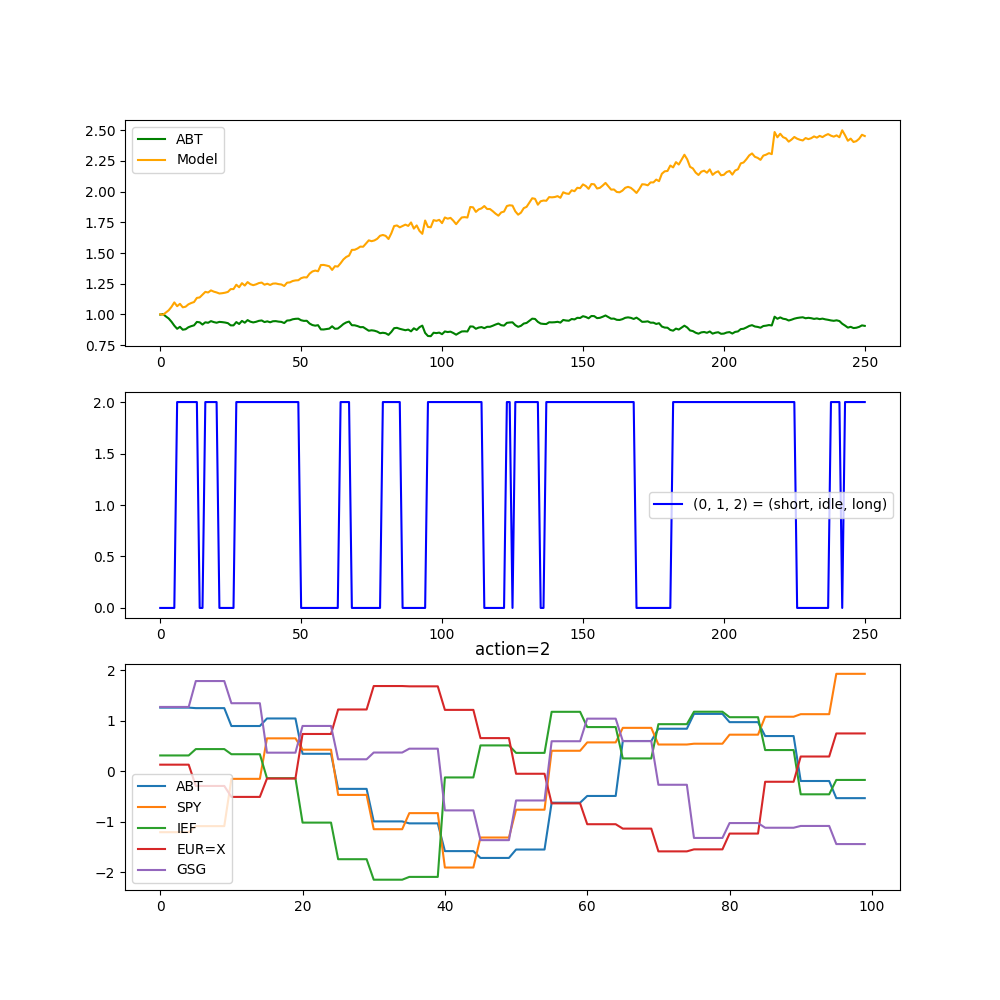 2.50
2.25
2.00
1.75
1.50
1.25
1.00
0.75
ABT
Model
0 50 100 150 200 250
2.0
1.5
1.0
0.5
0.0
(0, 1, 2) = (short, idle, long)
0 50 100 150 200 250
action=2
2
1
0
−1
−2
ABT
SPY
IEF
EUR=X
GSG
0 20 40 60 80 100